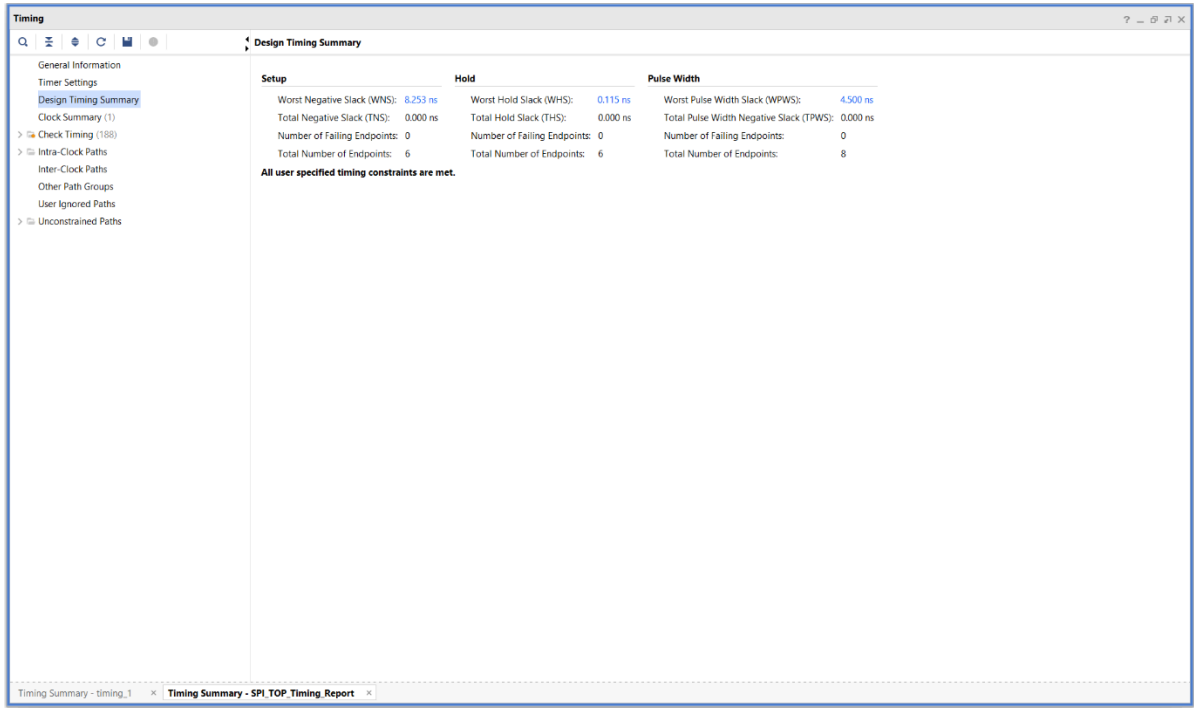 Timing
? _
Design Timing Summary
General Information
Timer Settings
Design Timing Summary
Clock Summary (1)
Check Timing (188)
Intra-Clock Paths
Inter-Clock Paths
Other Path Groups
User Ignored Paths
Unconstrained Paths
Setup Hold Pulse Width
Worst Negative Slack (WNS): 8.253 ns Worst Hold Slack (WHS): 0.115 ns Worst Pulse Width Slack (WPWS): 4.500 ns
Total Negative Slack (TNS): 0.000 ns Total Hold Slack (THS): 0.000 ns Total Pulse Width Negative Slack (TPWS): 0.000 ns
Number of Failing Endpoints: 0 Number of Failing Endpoints: 0 Number of Failing Endpoints: 0
Total Number of Endpoints: 6 Total Number of Endpoints: 6 Total Number of Endpoints: 8
All user specified timing constraints are met.
Timing Summary - timing_1 × Timing Summary - SPI_TOP_Timing_Report ×